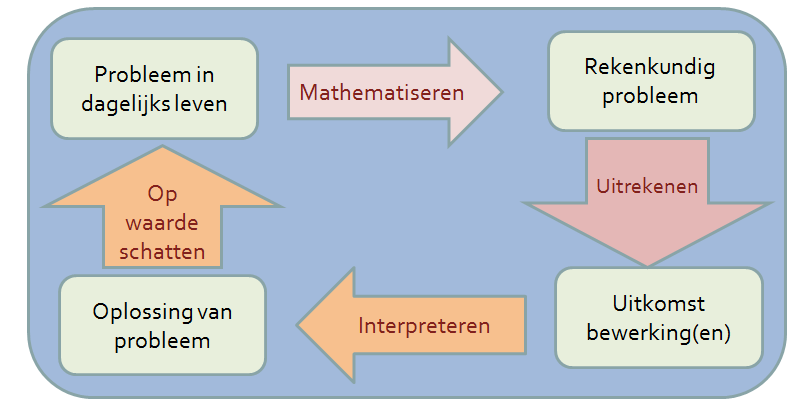 Probleem in
dagelijks leven
Mathematiseren
Rekenkundig
probleem
Uitrekenen
Uitkomst
bewerking(en)
Interpreteren
Oplossing van
probleem
Op
waarde
schatten